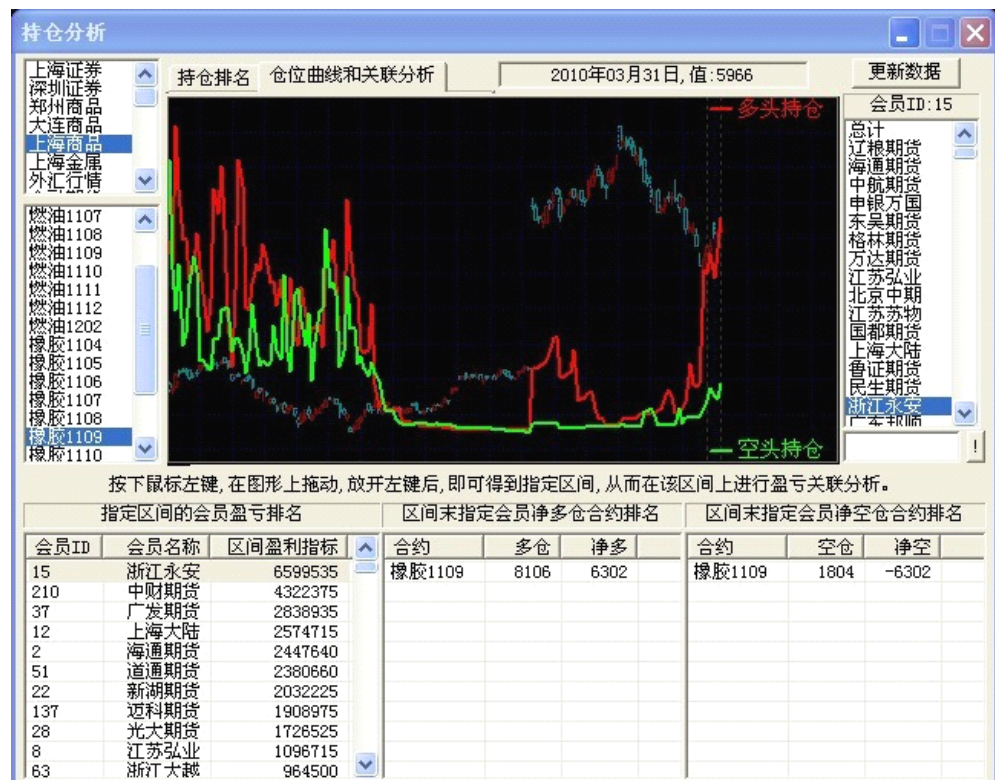 持仓分析
上海证券
深圳证券
郑州商品
大连商品
上海商品
上海金属
外汇行情
持仓排名 仓位曲线和关联分析 2010年03月31日,值:5966 更新数据
燃油1107
燃油1108
燃油1109
燃油1110
燃油1111
燃油1112
燃油1202
橡胶1104
橡胶1105
橡胶1106
橡胶1107
橡胶1108
橡胶1109
橡胶1110
多头持仓
空头持仓
会员ID:15
总计
辽粮期货
海通期货
中航期货
申银万国
东吴期货
格林期货
万达期货
江苏弘业
北京中期
江苏苏物
国都期货
上海大陆
鲁证期货
民生期货
浙江永安
!
按下鼠标左键,在图形上拖动,放开左键后,即可得到指定区间,从而在该区间上进行盈亏关联分析。
指定区间的会员盈亏排名 区间末指定会员净多仓合约排名 区间末指定会员净空仓合约排名
会员ID 会员名称 区间盈利指标 合约 多仓 净多 合约 空仓 净空
15 浙江永安 6599535 橡胶1109 8106 6302 橡胶1109 1804 -6302
210 中财期货 4322375
37 广发期货 2838935
12 上海大陆 2574715
2 海通期货 2447640
51 道通期货 2380660
22 新湖期货 2032225
137 迈科期货 1908975
28 光大期货 1726525
8 江苏弘业 1096715
63 浙江大越 964500